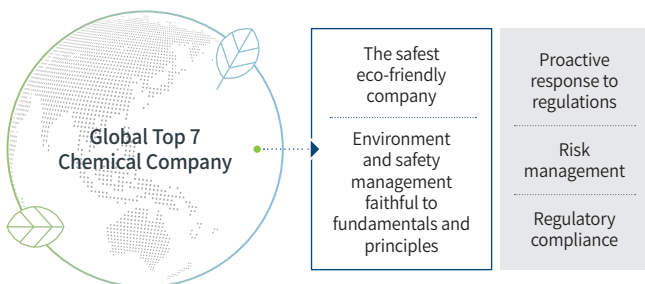 Global Top 7
Chemical Company
The safest
eco-friendly
company
Environment
and safety
management
faithful to
fundamentals and
principles
Proactive
response to
regulations
Risk
management
Regulatory
compliance